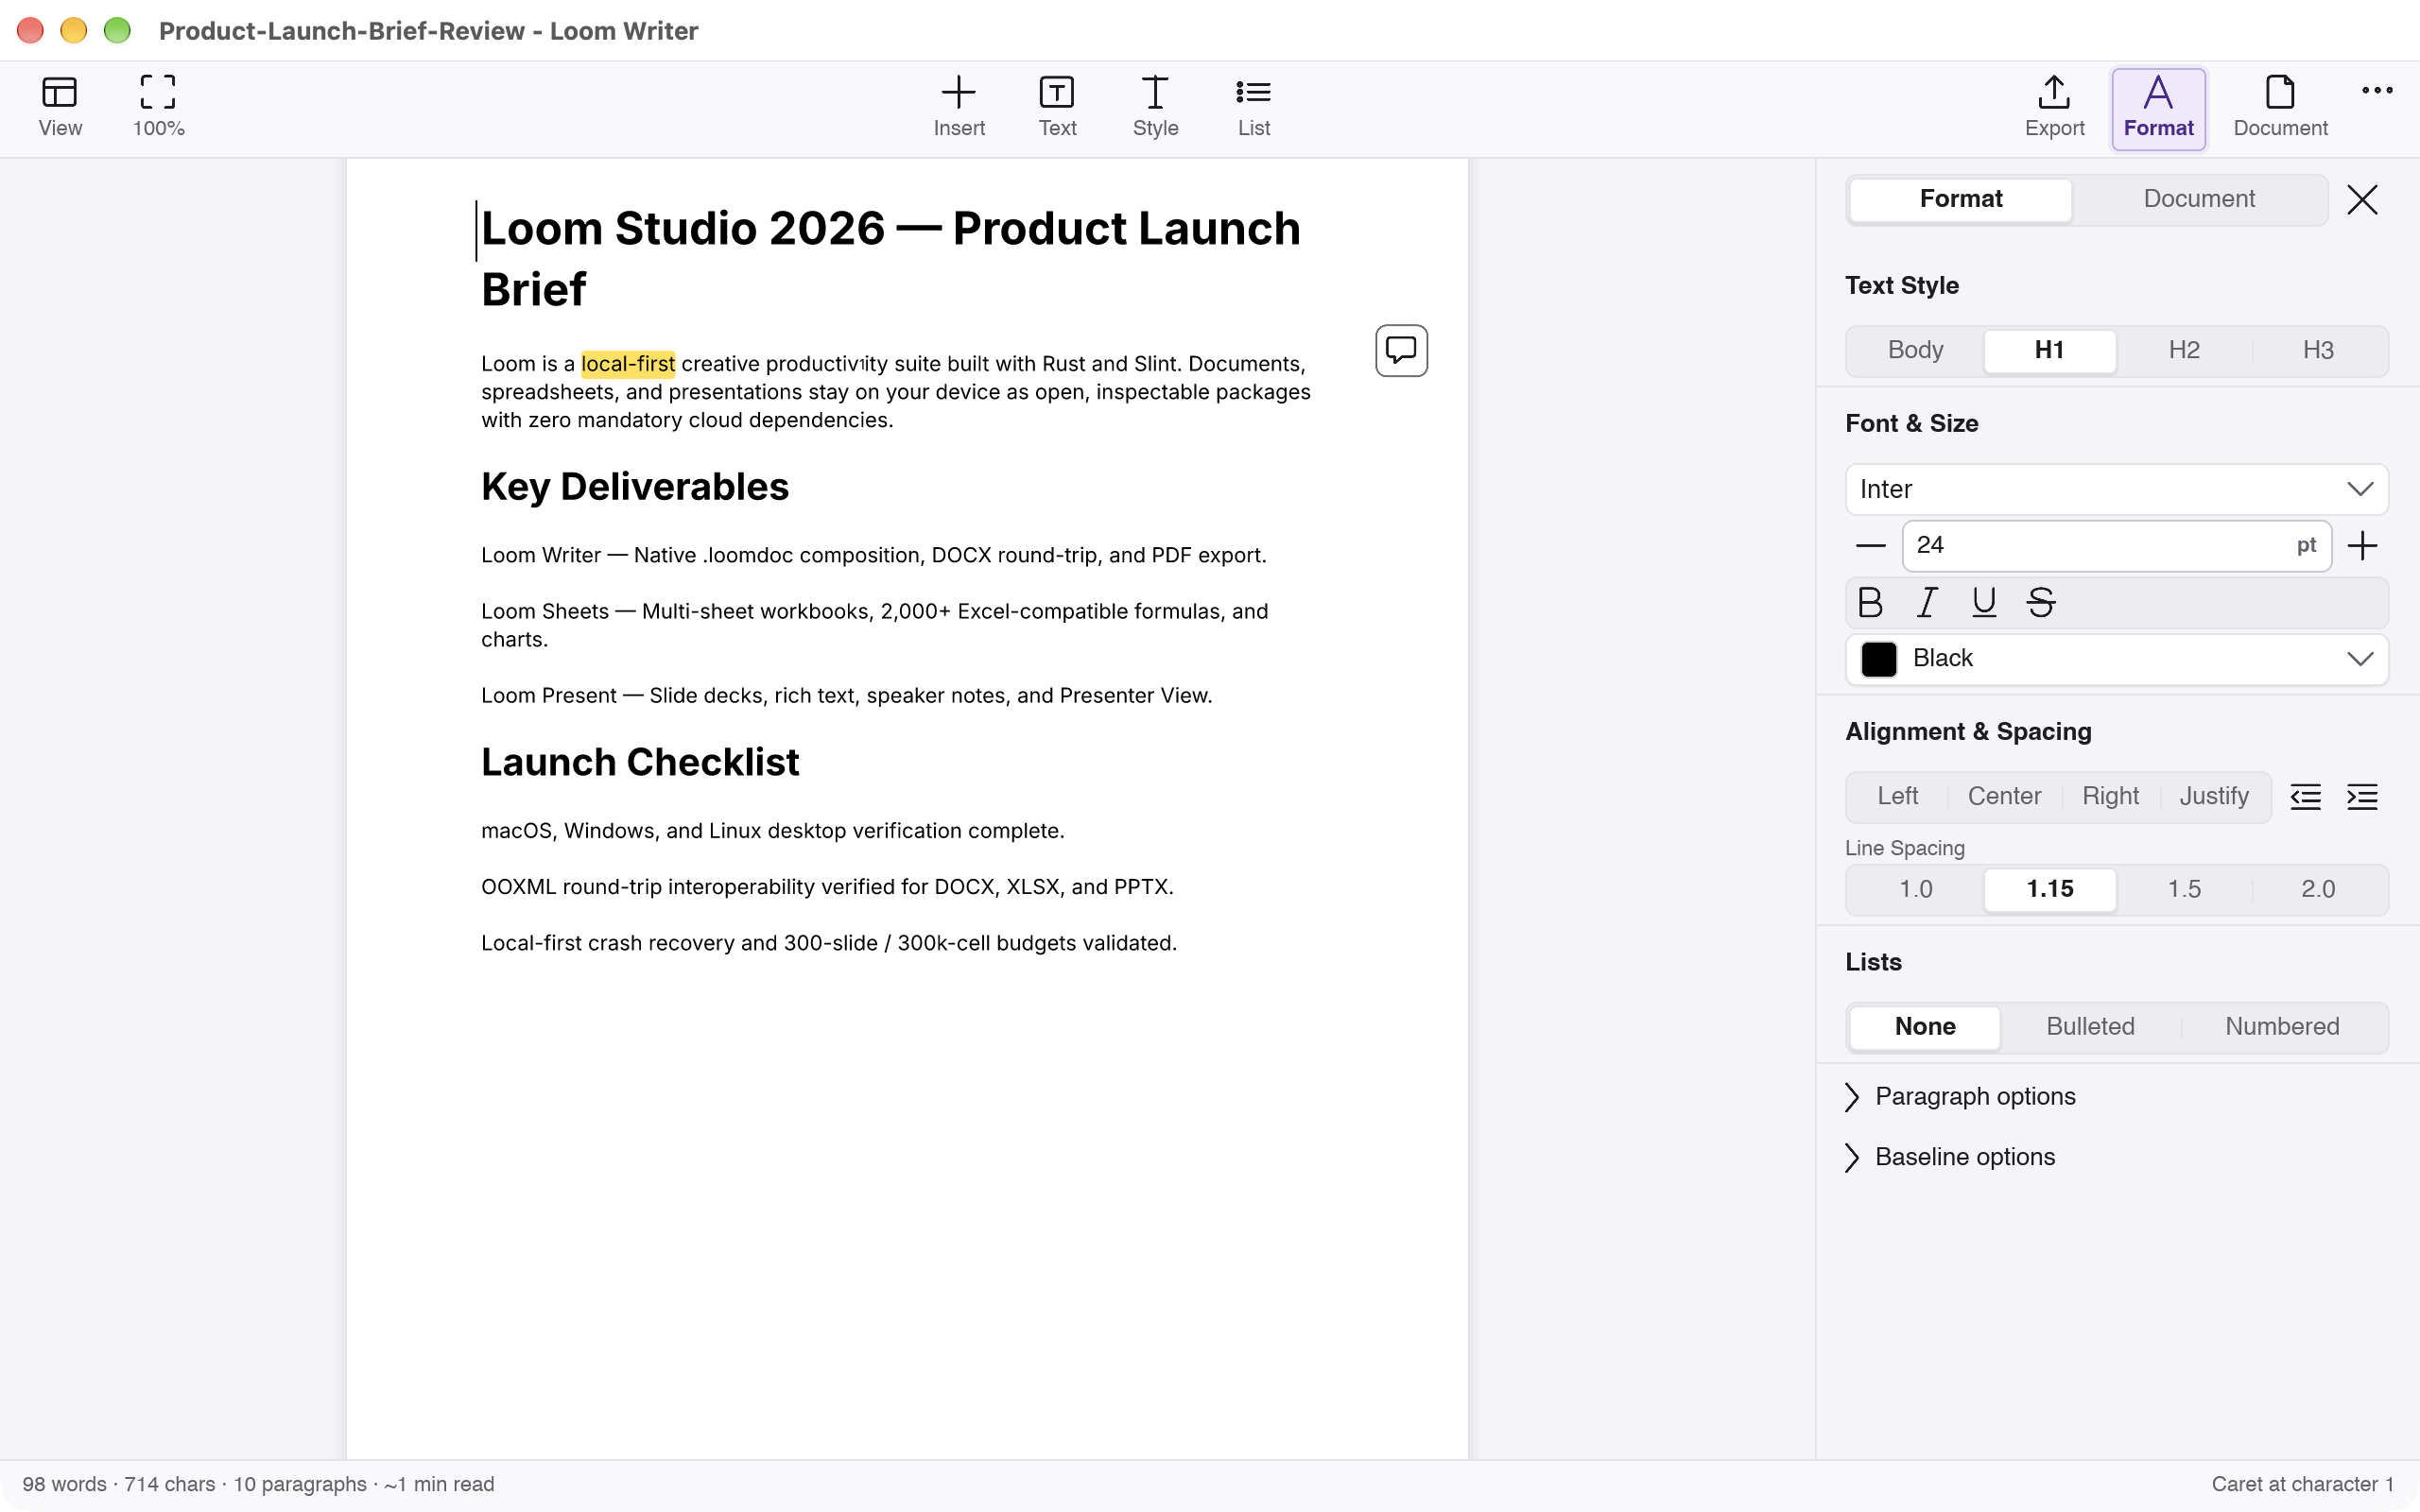 Product-Launch-Brief-Review - Loom Writer
View
100%
Insert
Text
Style
List
Export
Format
Document
Format
Document
Loom Studio 2026 — Product Launch
Brief
Loom is a local-first creative productivity suite built with Rust and Slint. Documents,
spreadsheets, and presentations stay on your device as open, inspectable packages
with zero mandatory cloud dependencies.
Key Deliverables
Loom Writer — Native .loomdoc composition, DOCX round-trip, and PDF export.
Loom Sheets — Multi-sheet workbooks, 2,000+ Excel-compatible formulas, and
charts.
Loom Present — Slide decks, rich text, speaker notes, and Presenter View.
Launch Checklist
macOS, Windows, and Linux desktop verification complete.
OOXML round-trip interoperability verified for DOCX, XLSX, and PPTX.
Local-first crash recovery and 300-slide / 300k-cell budgets validated.
Text Style
Body H1 H2 H3
Font & Size
Inter
24 pt
B I U S
Black
Alignment & Spacing
Left Center Right Justify
Line Spacing
1.0 1.15 1.5 2.0
Lists
None Bulleted Numbered
Paragraph options
Baseline options
98 words · 714 chars · 10 paragraphs · ~1 min read
Caret at character 1